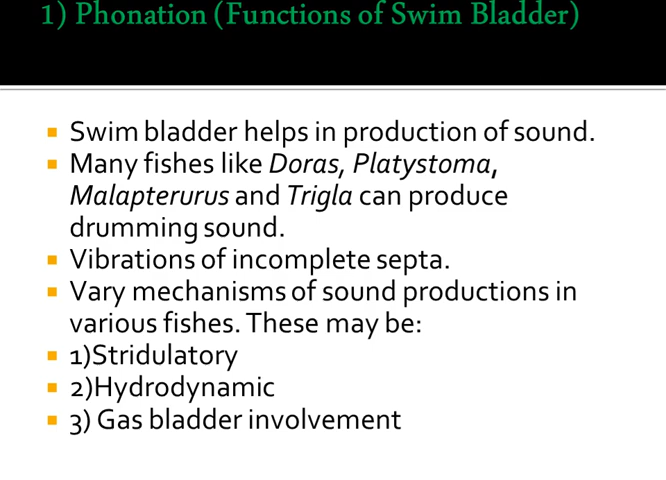 1) Phonation (Functions of Swim Bladder)
▪ Swim bladder helps in production of sound.
▪ Many fishes like Doras, Platystoma,
Malapterurus and Trigla can produce
drumming sound.
▪ Vibrations of incomplete septa.
▪ Vary mechanisms of sound productions in
various fishes. These may be:
▪ 1)Stridulatory
▪ 2)Hydrodynamic
▪ 3) Gas bladder involvement